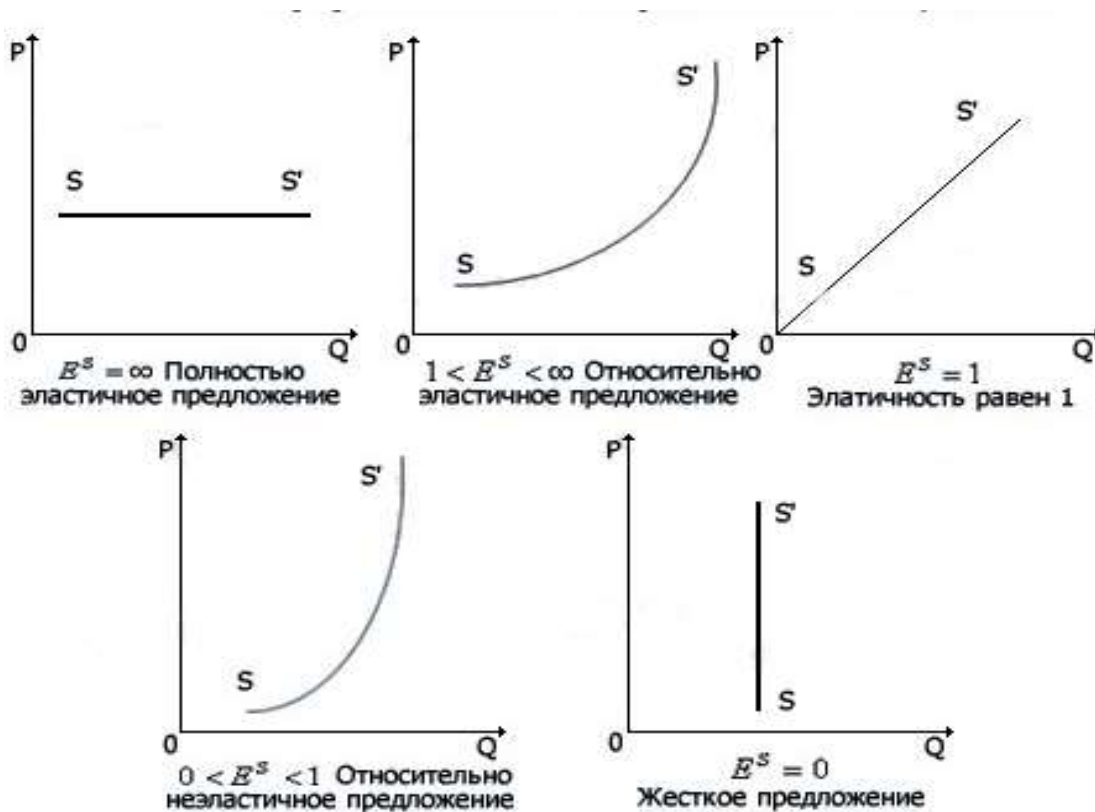 P
S S'
0 Q
E^S = ∞ Полностью
эластичное предложение
P
S'
S
0 Q
1 < E^S < ∞ Относительно
эластичное предложение
P
S'
S
0 Q
E^S = 1
Элатичность равен 1
P
S'
S
0 Q
0 < E^S < 1 Относительно
неэластичное предложение
P
S'
S
0 Q
E^S = 0
Жесткое предложение